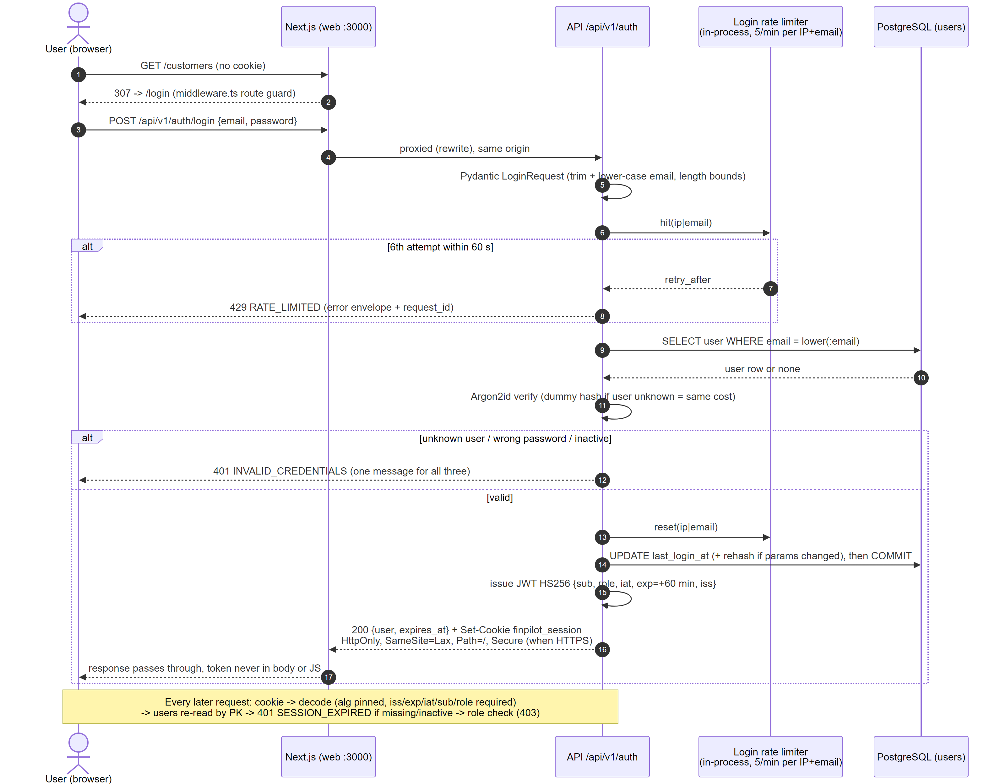 User (browser)
Next.js (web :3000)
API /api/v1/auth
Login rate limiter
(in-process, 5/min per IP+email)
PostgreSQL (users)
GET /customers (no cookie)
1
307 -> /login (middleware.ts route guard)
2
POST /api/v1/auth/login {email, password}
3
proxied (rewrite), same origin
4
Pydantic LoginRequest (trim + lower-case email, length bounds)
5
hit(ip|email)
6
alt
[6th attempt within 60 s]
retry_after
7
429 RATE_LIMITED (error envelope + request_id)
8
SELECT user WHERE email = lower(:email)
9
user row or none
10
Argon2id verify (dummy hash if user unknown = same cost)
11
alt
[unknown user / wrong password / inactive]
401 INVALID_CREDENTIALS (one message for all three)
12
[valid]
reset(ip|email)
13
UPDATE last_login_at (+ rehash if params changed), then COMMIT
14
issue JWT HS256 {sub, role, iat, exp=+60 min, iss}
15
200 {user, expires_at} + Set-Cookie finpilot_session
HttpOnly, SameSite=Lax, Path=/, Secure (when HTTPS)
16
response passes through, token never in body or JS
17
Every later request: cookie -> decode (alg pinned, iss/exp/iat/sub/role required)
-> users re-read by PK -> 401 SESSION_EXPIRED if missing/inactive -> role check (403)
User (browser)
Next.js (web :3000)
API /api/v1/auth
Login rate limiter
(in-process, 5/min per IP+email)
PostgreSQL (users)